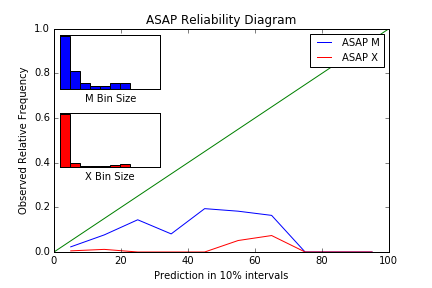 ASAP Reliability Diagram
1.0
0.8
0.6
0.4
0.2
0.0
Observed Relative Frequency
M Bin Size
X Bin Size
ASAP M
ASAP X
0
20
40
60
80
100
Prediction in 10% intervals